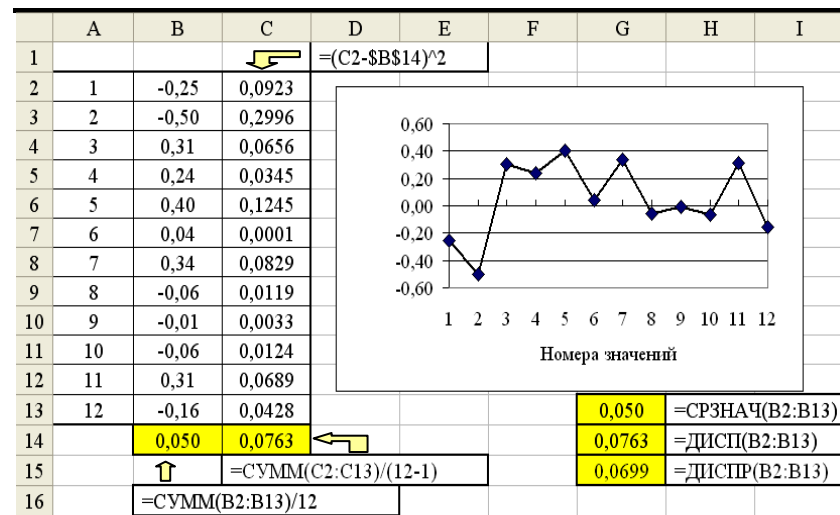 A B C D E F G H I
1 =(C2-$B$14)^2
2 1 -0,25 0,0923
3 2 -0,50 0,2996
4 3 0,31 0,0656
5 4 0,24 0,0345
6 5 0,40 0,1245
7 6 0,04 0,0001
8 7 0,34 0,0829
9 8 -0,06 0,0119
10 9 -0,01 0,0033
11 10 -0,06 0,0124
12 11 0,31 0,0689
13 12 -0,16 0,0428
14 0,050 0,0763
15 =СУММ(C2:C13)/(12-1)
16 =СУММ(B2:B13)/12
0,60
0,40
0,20
0,00
-0,20
-0,40
-0,60
1 2 3 4 5 6 7 8 9 10 11 12
Номера значений
0,050 =СРЗНАЧ(B2:B13)
0,0763 =ДИСП(B2:B13)
0,0699 =ДИСПР(B2:B13)